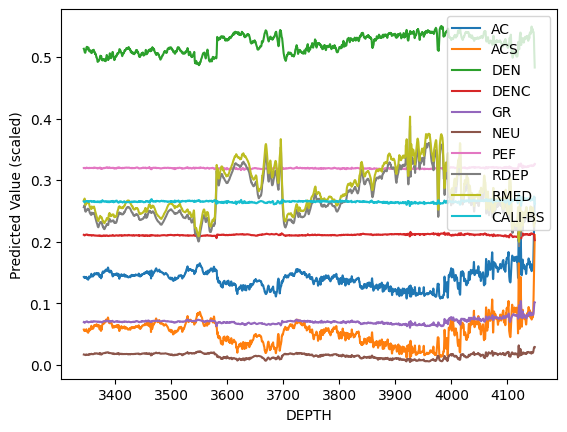 AC
ACS
DEN
DENC
GR
NEU
PEF
RDEP
RMED
CALI-BS
Predicted Value (scaled)
0.5
0.4
0.3
0.2
0.1
0.0
3400 3500 3600 3700 3800 3900 4000 4100
DEPTH